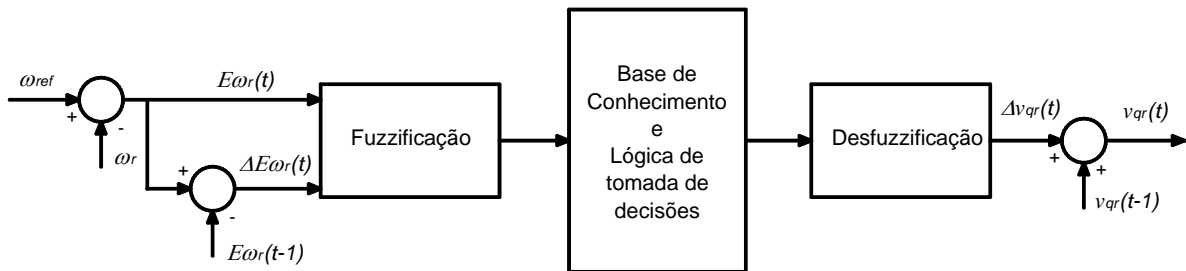 ωref
+
-
ωr
Eωr(t)
+
-
ΔEωr(t)
Eωr(t-1)
Fuzzificação
Base de
Conhecimento
e
Lógica de
tomada de
decisões
Desfuzzificação
Δvqr(t)
+
+
vqr(t)
vqr(t-1)